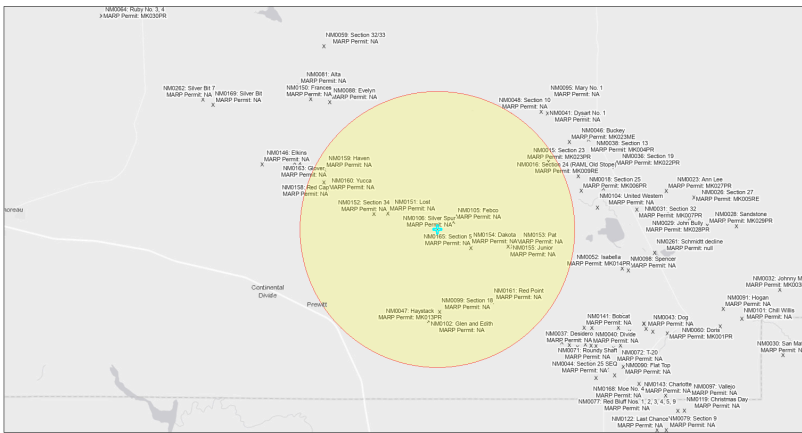 NM0064: Ruby No. 3, 4
MARP Permit: MK030PR
NM0059: Section 32/33
MARP Permit: NA
NM0081: Alta
MARP Permit: NA
NM0150: Frances
MARP Permit: NA
NM0088: Evelyn
MARP Permit: NA
NM0262: Silver Bit 7
MARP Permit: NA
NM0169: Silver Bit
MARP Permit: NA
NM0095: Mary No. 1
MARP Permit: NA
NM0048: Section 10
MARP Permit: NA
NM0041: Dysart No. 1
MARP Permit: NA
NM0046: Buckey
MARP Permit: MK023ME
NM0038: Section 13
MARP Permit: MK004PR
NM0015: Section 23
MARP Permit: MK023PR
NM0036: Section 19
MARP Permit: MK022PR
NM0016: Section 24 (RAML Old Stope)
MARP Permit: MK009RE
NM0146: Elkins
MARP Permit: NA
NM0159: Haven
MARP Permit: NA
NM0163: Glover
MARP Permit: NA
NM0160: Yucca
MARP Permit: NA
NM0158: Red Cap
MARP Permit: NA
NM0018: Section 25
MARP Permit: MK006PR
NM0023: Ann Lee
MARP Permit: MK027PR
NM0026: Section 27
MARP Permit: MK005RE
NM0104: United Western
MARP Permit: NA
NM0152: Section 34
MARP Permit: NA
NM0151: Lost
MARP Permit: NA
NM0105: Febco
MARP Permit: NA
NM0106: Silver Spur
MARP Permit: NA
NM0031: Section 32
MARP Permit: MK007PR
NM0029: John Bully
MARP Permit: MK028PR
NM0028: Sandstone
MARP Permit: MK029PR
NM0165: Section 5
MARP Permit: NA
NM0154: Dakota
MARP Permit: NA
NM0153: Pat
MARP Permit: NA
NM0155: Junior
MARP Permit: NA
NM0261: Schmidt decline
MARP Permit: null
NM0052: Isabella
MARP Permit: MK014PR
NM0098: Spencer
MARP Permit: NA
Continental
Divide
Prewitt
NM0161: Red Point
MARP Permit: NA
NM0099: Section 18
MARP Permit: NA
NM0047: Haystack
MARP Permit: MK013PR
NM0102: Glen and Edith
MARP Permit: NA
NM0032: Johnny M
MARP Permit: MK003
NM0091: Hogan
MARP Permit: NA
NM0101: Chill Willis
MARP Permit: NA
NM0141: Bobcat
MARP Permit: NA
NM0043: Dog
MARP Permit: NA
NM0060: Doris
MARP Permit: MK001PR
NM0037: Desidero
MARP Permit: NA
NM0040: Divide
MARP Permit: NA
NM0030: San Ma
MARP Permit: NA
NM0071: Roundy Shaft
MARP Permit: NA
NM0072: T-20
MARP Permit: NA
NM0044: Section 25 SEQ
MARP Permit: NA
NM0090: Flat Top
MARP Permit: NA
NM0168: Moe No. 4
MARP Permit: NA
NM0143: Charlotte
MARP Permit: NA
NM0097: Vallejo
MARP Permit: NA
NM0077: Red Bluff Nos. 1, 2, 3, 4, 5, 9
MARP Permit: NA
NM0119: Christmas Day
MARP Permit: NA
NM0122: Last Chance
MARP Permit: NA
NM0079: Section 9
MARP Permit: NA